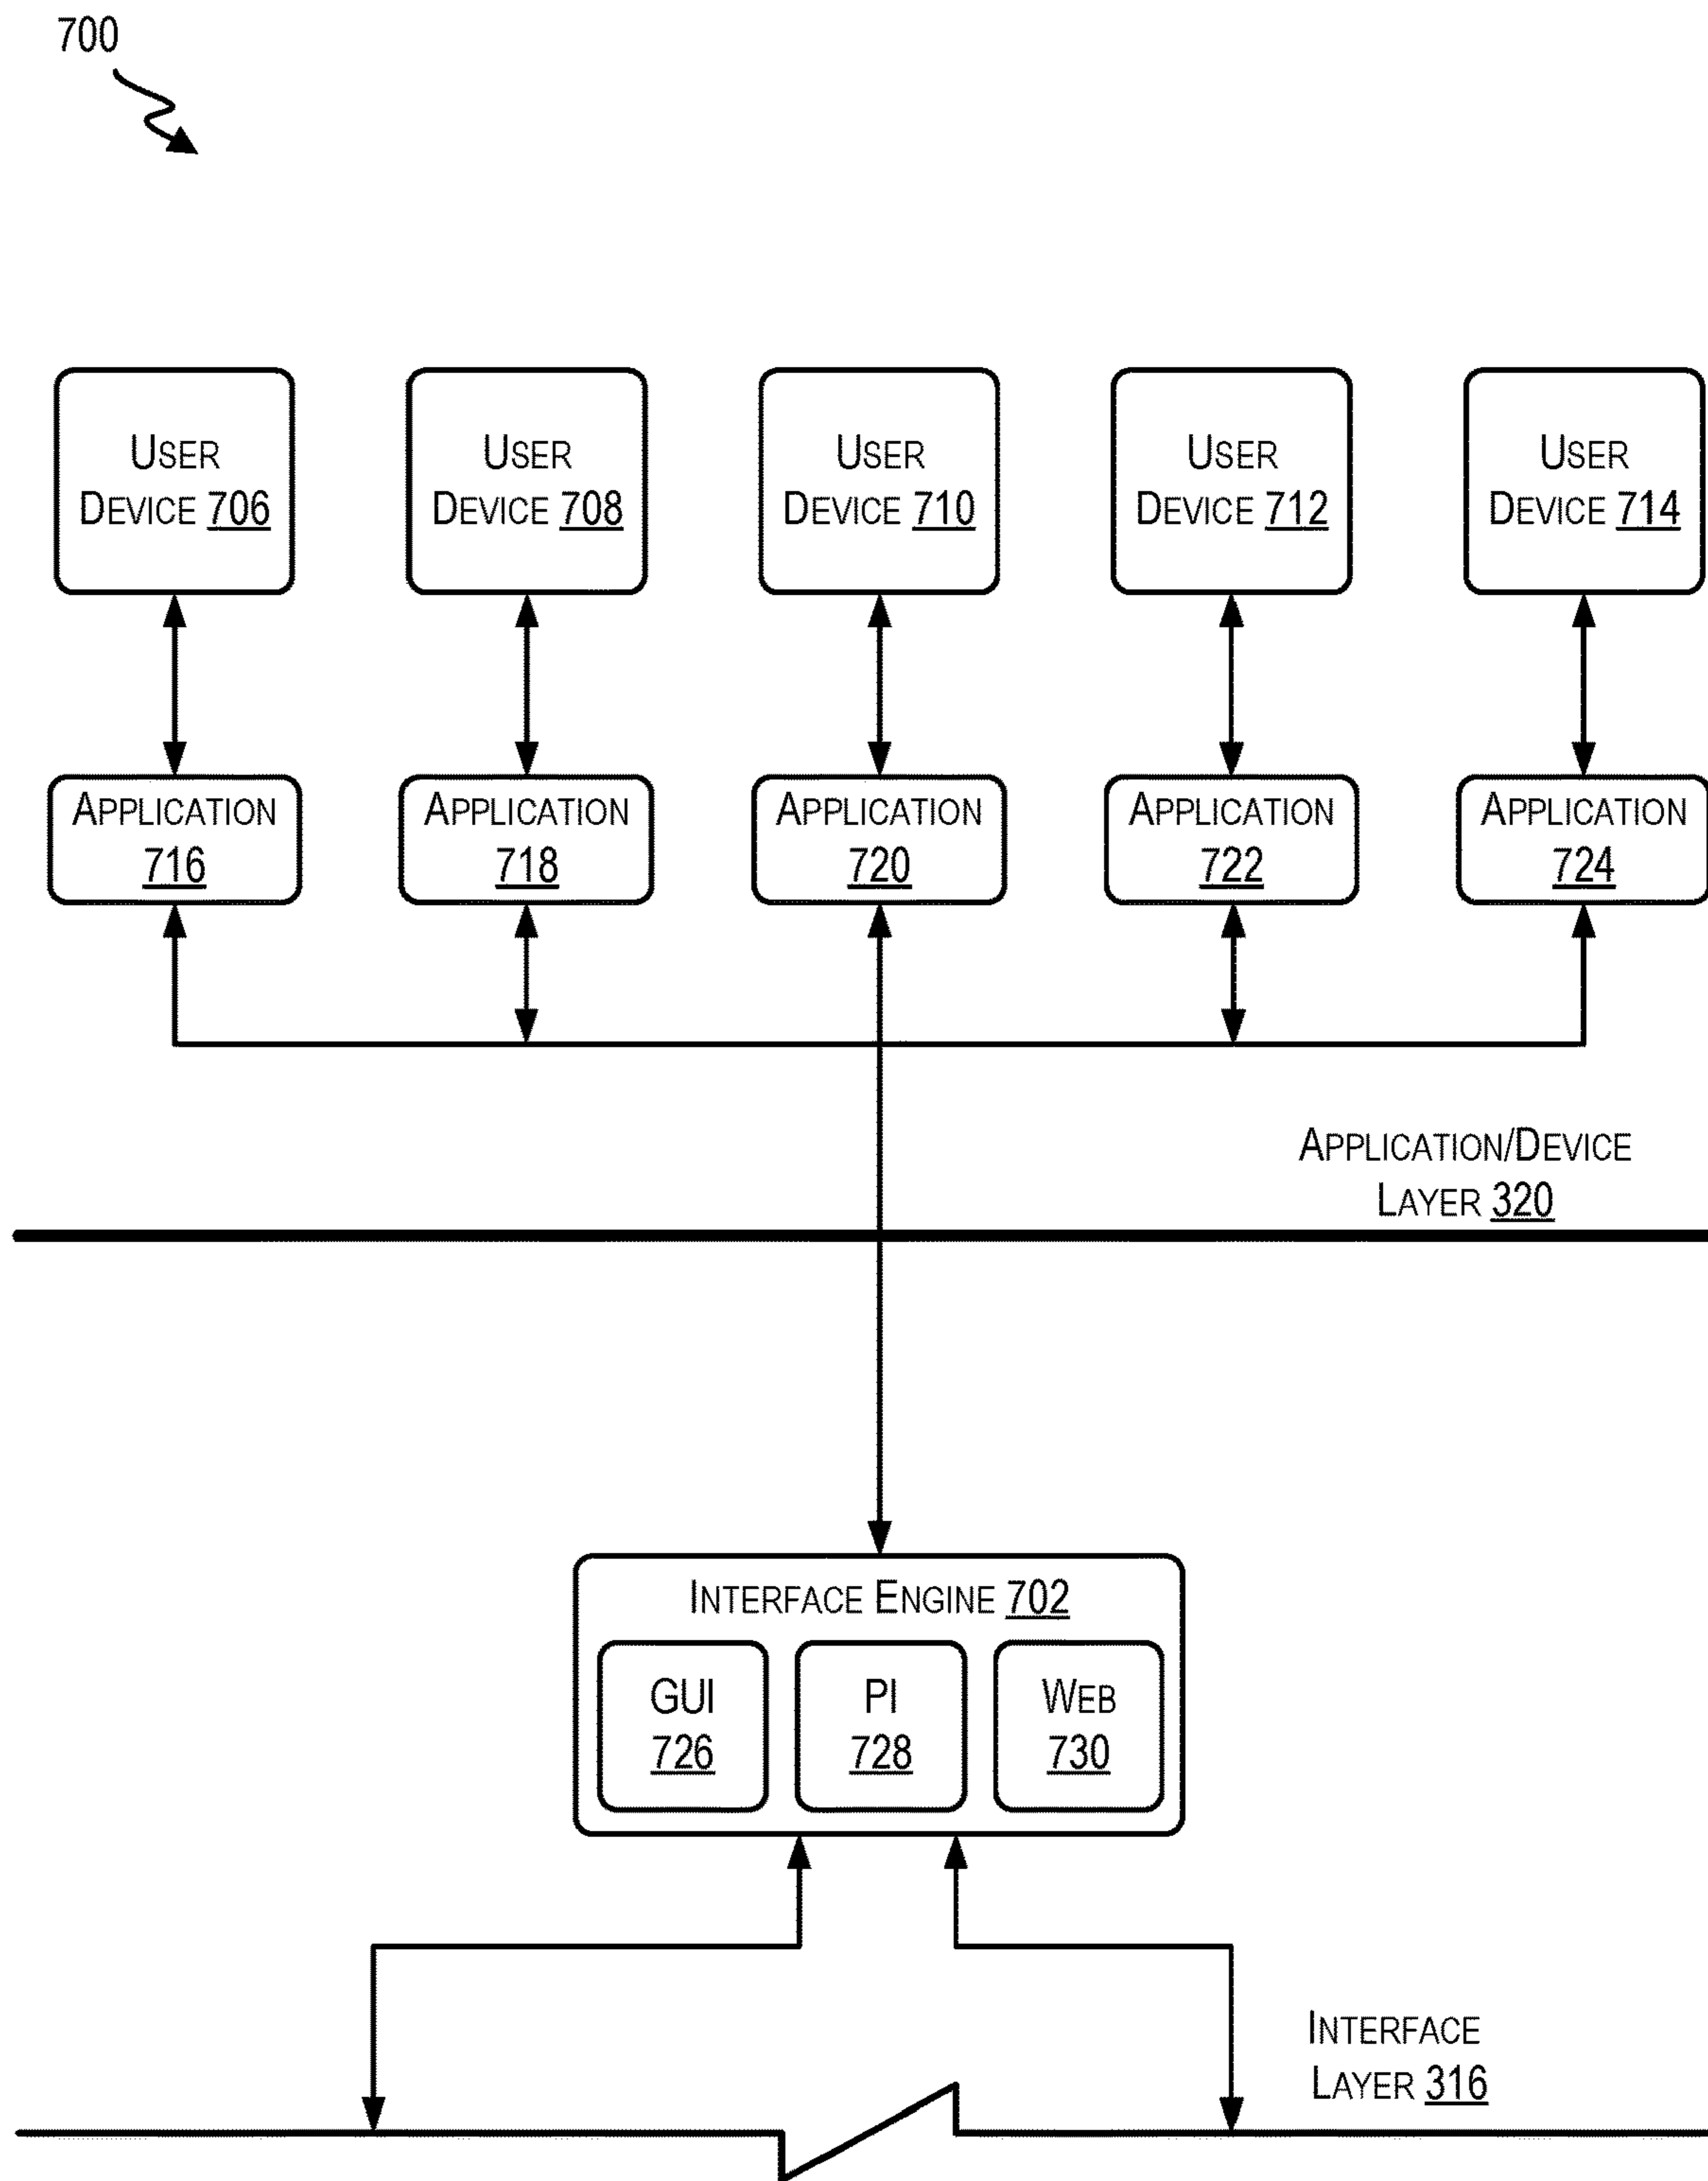 700
USER USER USER USER USER
DEVICE 706 DEVICE 708 DEVICE 710 DEVICE 712 DEVICE 714
APPLICATION APPLICATION APPLICATION APPLICATION APPLICATION
716 718 720 722 724
APPLICATION/DEVICE
LAYER 320
INTERFACE ENGINE 702
GUI PI WEB
726 728 730
INTERFACE
LAYER 316